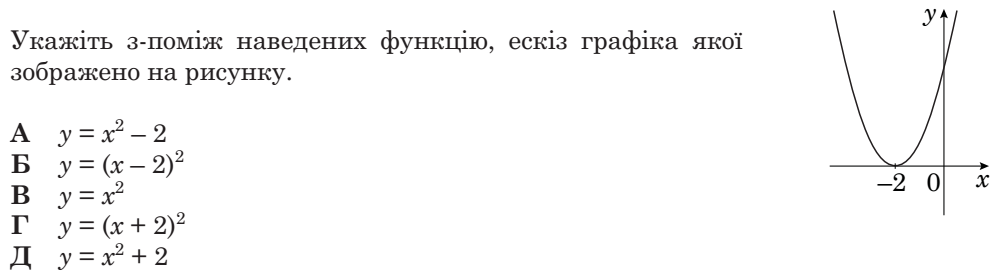 Укажіть з-поміж наведених функцію, ескіз графіка якої
зображено на рисунку.
А y = x² – 2
Б y = (x – 2)²
В y = x²
Г y = (x + 2)²
Д y = x² + 2
y
–2 0 x